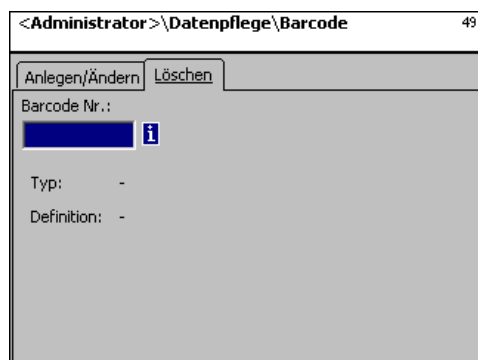 <Administrator>\Datenpflege\Barcode 49
Anlegen/Ändern Löschen
Barcode Nr.:
i
Typ: -
Definition: -